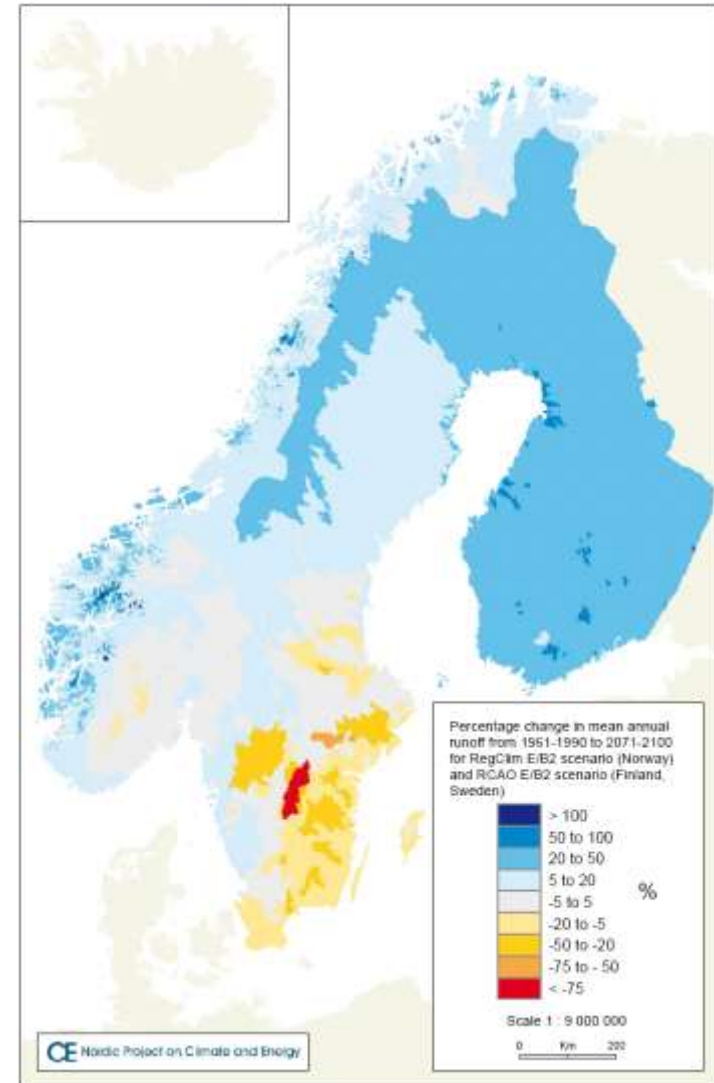 Percentage change in mean annual
runoff from 1961-1990 to 2071-2100
for RegClim E/B2 scenario (Norway)
and RCAO E/B2 scenario (Finland,
Sweden)
> 100
50 to 100
20 to 50
5 to 20
-5 to 5
%
-20 to -5
-50 to -20
-75 to - 50
< -75
Scale 1 : 9 000 000
0 Km 200
CE Nordic Project on Climate and Energy